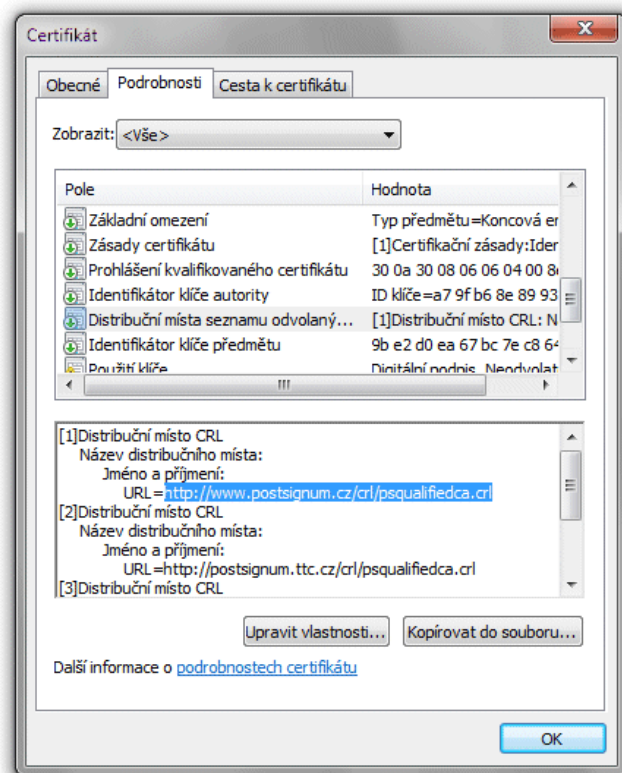 Certifikát
Obecné Podrobnosti Cesta k certifikátu
Zobrazit: <Vše>
Pole Hodnota
Základní omezení Typ předmětu=Koncová er
Zásady certifikátu [1]Certifikační zásady:Iden
Prohlášení kvalifikovaného certifikátu 30 0a 30 08 06 06 04 00 8e
Identifikátor klíče autority ID klíče=a7 9f b6 8e 89 93
Distribuční místa seznamu odvolaný... [1]Distribuční místo CRL: N
Identifikátor klíče předmětu 9b e2 d0 ea 67 bc 7e c8 64
Použití klíče Digitální podpis, Neodvolat
[1]Distribuční místo CRL
Název distribučního místa:
Jméno a příjmení:
URL=http://www.postsignum.cz/crl/psqualifiedca.crl
[2]Distribuční místo CRL
Název distribučního místa:
Jméno a příjmení:
URL=http://postsignum.ttc.cz/crl/psqualifiedca.crl
[3]Distribuční místo CRL
Upravit vlastnosti... Kopírovat do souboru...
Další informace o podrobnostech certifikátu
OK